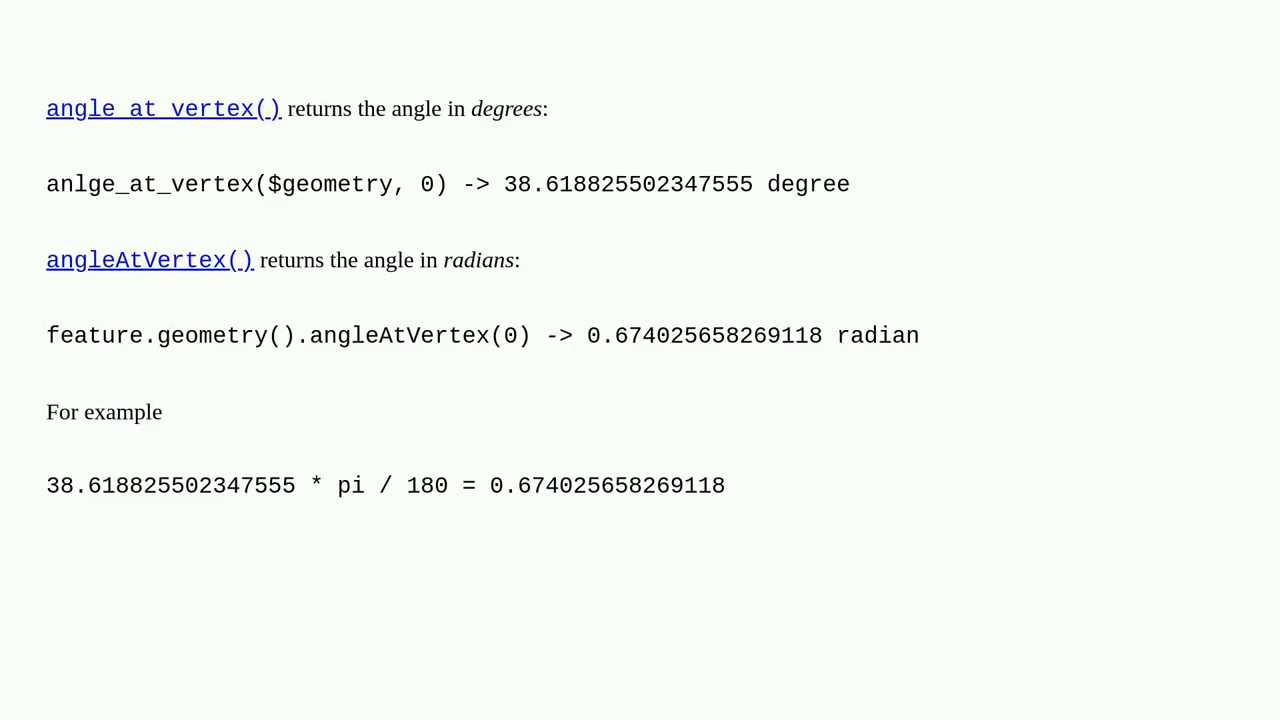 angle_at_vertex() returns the angle in degrees:
anlge_at_vertex($geometry, 0) -> 38.618825502347555 degree
angleAtVertex() returns the angle in radians:
feature.geometry().angleAtVertex(0) -> 0.674025658269118 radian
For example
38.618825502347555 * pi / 180 = 0.674025658269118